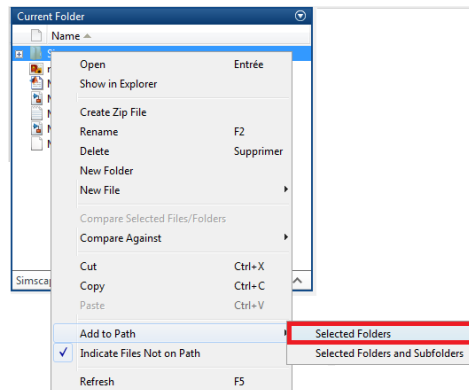 Current Folder
Name
Open Entrée
Show in Explorer
Create Zip File
Rename F2
Delete Supprimer
New Folder
New File
Compare Selected Files/Folders
Compare Against
Cut Ctrl+X
Copy Ctrl+C
Paste Ctrl+V
Add to Path
Selected Folders
Indicate Files Not on Path
Selected Folders and Subfolders
Refresh F5